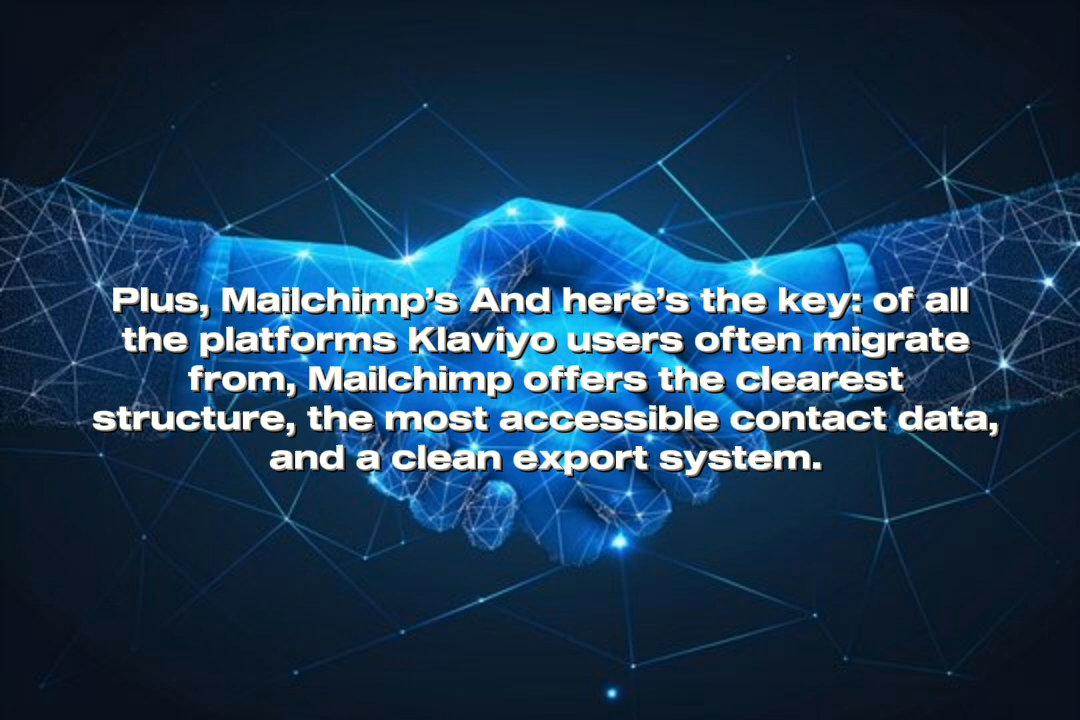 Plus, Mailchimp’s And here’s the key: of all
the platforms Klaviyo users often migrate
from, Mailchimp offers the clearest
structure, the most accessible contact data,
and a clean export system.